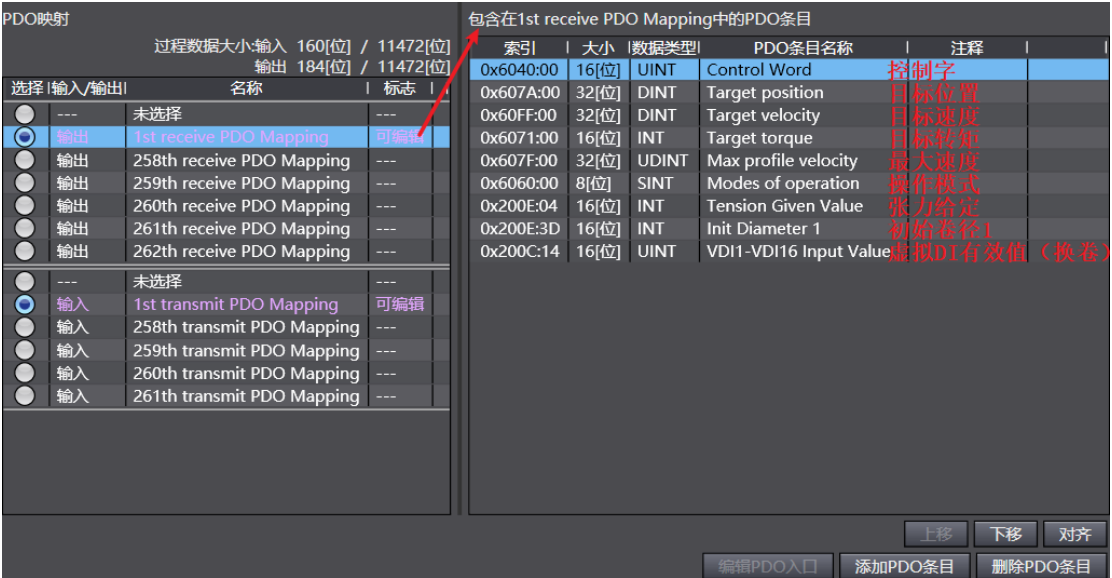 PDO映射
过程数据大小:输入 160[位] / 11472[位]
输出 184[位] / 11472[位]
选择 输入/输出 名称 标志
--- 未选择 ---
输出 1st receive PDO Mapping 可编辑
输出 258th receive PDO Mapping ---
输出 259th receive PDO Mapping ---
输出 260th receive PDO Mapping ---
输出 261th receive PDO Mapping ---
输出 262th receive PDO Mapping ---
--- 未选择 ---
输入 1st transmit PDO Mapping 可编辑
输入 258th transmit PDO Mapping ---
输入 259th transmit PDO Mapping ---
输入 260th transmit PDO Mapping ---
输入 261th transmit PDO Mapping ---
包含在1st receive PDO Mapping中的PDO条目
索引 大小 数据类型 PDO条目名称 注释
0x6040:00 16[位] UINT Control Word 控制字
0x607A:00 32[位] DINT Target position 目标位置
0x60FF:00 32[位] DINT Target velocity 目标速度
0x6071:00 16[位] INT Target torque 目标转矩
0x607F:00 32[位] UDINT Max profile velocity 最大速度
0x6060:00 8[位] SINT Modes of operation 操作模式
0x200E:04 16[位] INT Tension Given Value 张力给定
0x200E:3D 16[位] INT Init Diameter 1 初始卷径1
0x200C:14 16[位] UINT VDI1-VDI16 Input Value 虚拟DI有效值（换卷）
上移 下移 对齐
编辑PDO入口 添加PDO条目 删除PDO条目